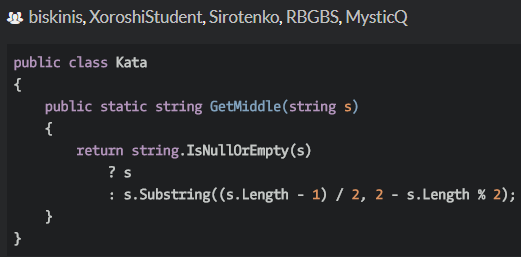 biskinis, XoroshiStudent, Sirotenko, RBGBS, MysticQ
public class Kata
{
    public static string GetMiddle(string s)
    {
        return string.IsNullOrEmpty(s)
            ? s
            : s.Substring((s.Length - 1) / 2, 2 - s.Length % 2);
    }
}